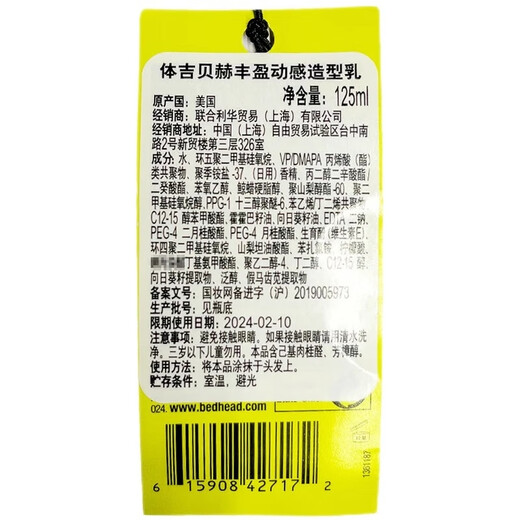 体吉贝赫丰盈动感造型乳
净含量：125ml
原产国：美国
经销商：联合利华贸易（上海）有限公司
经销商地址：中国（上海）自由贸易试验区台中南
路2号新贸楼第三层326室
成分：水、环五聚二甲基硅氧烷、VP/DMAPA 丙烯酸（酯）
类共聚物、聚季铵盐-37、（日用）香精、丙二醇二辛酸酯/
二癸酸酯、苯氧乙醇、鲸蜡硬脂醇、聚山梨醇酯-60、聚二
甲基硅氧烷醇、PPG-1 十三醇聚醚-6、苯乙烯/丁二烯共聚物、
C12-15 醇苯甲酸酯、霍霍巴籽油、向日葵籽油、EDTA 二钠、
PEG-4 二月桂酸酯、PEG-4 月桂酸酯、生育酚（维生素E）、
环四聚二甲基硅氧烷、山梨坦油酸酯、苯扎氯铵、柠檬酸、
丁基氨甲酸酯、聚乙二醇-4、丁二醇、C12-15 醇、
向日葵籽提取物、泛醇、假马齿苋提取物
备案文号：国妆网备进字（沪）2019005973
生产批号：见瓶底
限期使用日期：2024-02-10
注意事项：避免接触眼睛。如果接触眼睛请用清水洗
净。三岁以下儿童勿用。本品含己基肉桂醛、芳樟醇。
使用方法：将本品涂抹于头发上。
贮存条件：室温，避光
024. www.bedhead.com
1361182
6 15908 42717 2